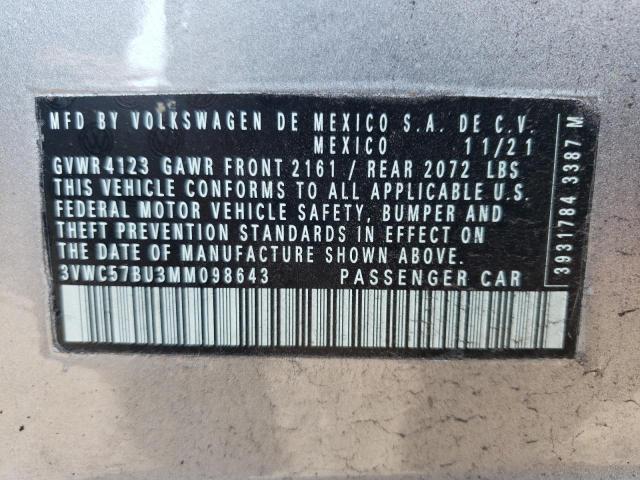 MFD BY VOLKSWAGEN DE MEXICO S.A. DE C.V.
MEXICO 11/21
GVWR4123 GAWR FRONT 2161 / REAR 2072 LBS
THIS VEHICLE CONFORMS TO ALL APPLICABLE U.S.
FEDERAL MOTOR VEHICLE SAFETY, BUMPER AND
THEFT PREVENTION STANDARDS IN EFFECT ON
THE DATE OF MANUFACTURE SHOWN ABOVE.
3VWC57BU3MM098643 PASSENGER CAR
39317784 3387 M